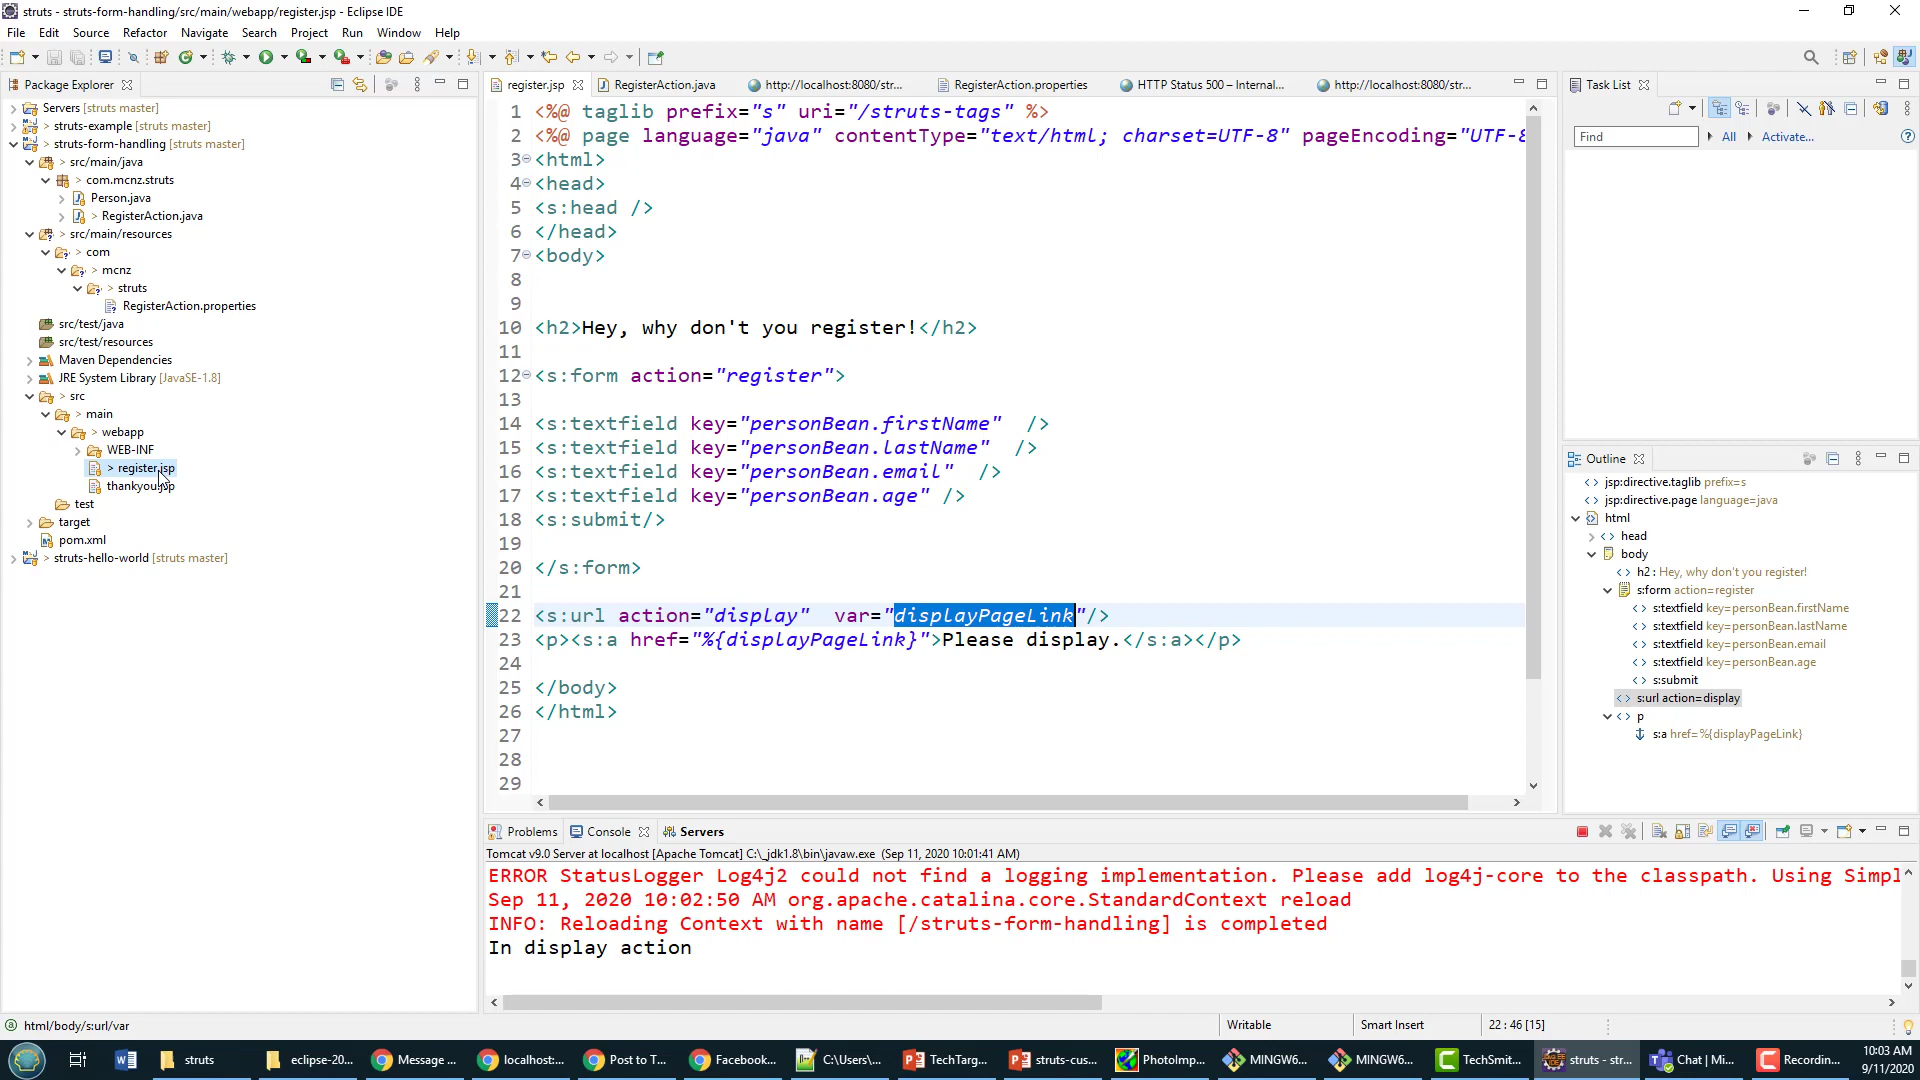 struts - struts-form-handling/src/main/webapp/register.jsp - Eclipse IDE
File Edit Source Refactor Navigate Search Project Run Window Help
Package Explorer
> Servers [struts master]
> struts-example [struts master]
> struts-form-handling [struts master]
> src/main/java
> com.mcnz.struts
Person.java
> RegisterAction.java
> src/main/resources
> com
> mcnz
> struts
RegisterAction.properties
src/test/java
src/test/resources
Maven Dependencies
JRE System Library [JavaSE-1.8]
> src
> main
> webapp
WEB-INF
> register.jsp
thankyou.jsp
test
target
pom.xml
> struts-hello-world [struts master]
register.jsp RegisterAction.java http://localhost:8080/str... RegisterAction.properties HTTP Status 500 – Internal... http://localhost:8080/str...
1 <%@ taglib prefix="s" uri="/struts-tags" %>
2 <%@ page language="java" contentType="text/html; charset=UTF-8" pageEncoding="UTF-8
3 <html>
4 <head>
5 <s:head />
6 </head>
7 <body>
8
9
10 <h2>Hey, why don't you register!</h2>
11
12 <s:form action="register">
13
14 <s:textfield key="personBean.firstName"  />
15 <s:textfield key="personBean.lastName"  />
16 <s:textfield key="personBean.email"  />
17 <s:textfield key="personBean.age" />
18 <s:submit/>
19
20 </s:form>
21
22 <s:url action="display"  var="displayPageLink"/>
23 <p><s:a href="%{displayPageLink}">Please display.</s:a></p>
24
25 </body>
26 </html>
27
28
29
Task List
Find All Activate...
Outline
jsp:directive.taglib prefix=s
jsp:directive.page language=java
html
head
body
h2 : Hey, why don't you register!
s:form action=register
s:textfield key=personBean.firstName
s:textfield key=personBean.lastName
s:textfield key=personBean.email
s:textfield key=personBean.age
s:submit
s:url action=display
p
s:a href=%{displayPageLink}
Problems Console Servers
Tomcat v9.0 Server at localhost [Apache Tomcat] C:\_jdk1.8\bin\javaw.exe (Sep 11, 2020 10:01:41 AM)
ERROR StatusLogger Log4j2 could not find a logging implementation. Please add log4j-core to the classpath. Using Simpl
Sep 11, 2020 10:02:50 AM org.apache.catalina.core.StandardContext reload
INFO: Reloading Context with name [/struts-form-handling] is completed
In display action
html/body/s:url/var Writable Smart Insert 22 : 46 [15]
struts eclipse-20... Message ... localhost:... Post to T... Facebook... C:\Users\... TechTarg... struts-cus... PhotoImp... MINGW6... MINGW6... TechSmit... struts - str... Chat | Mi... Recordin...
10:03 AM
9/11/2020